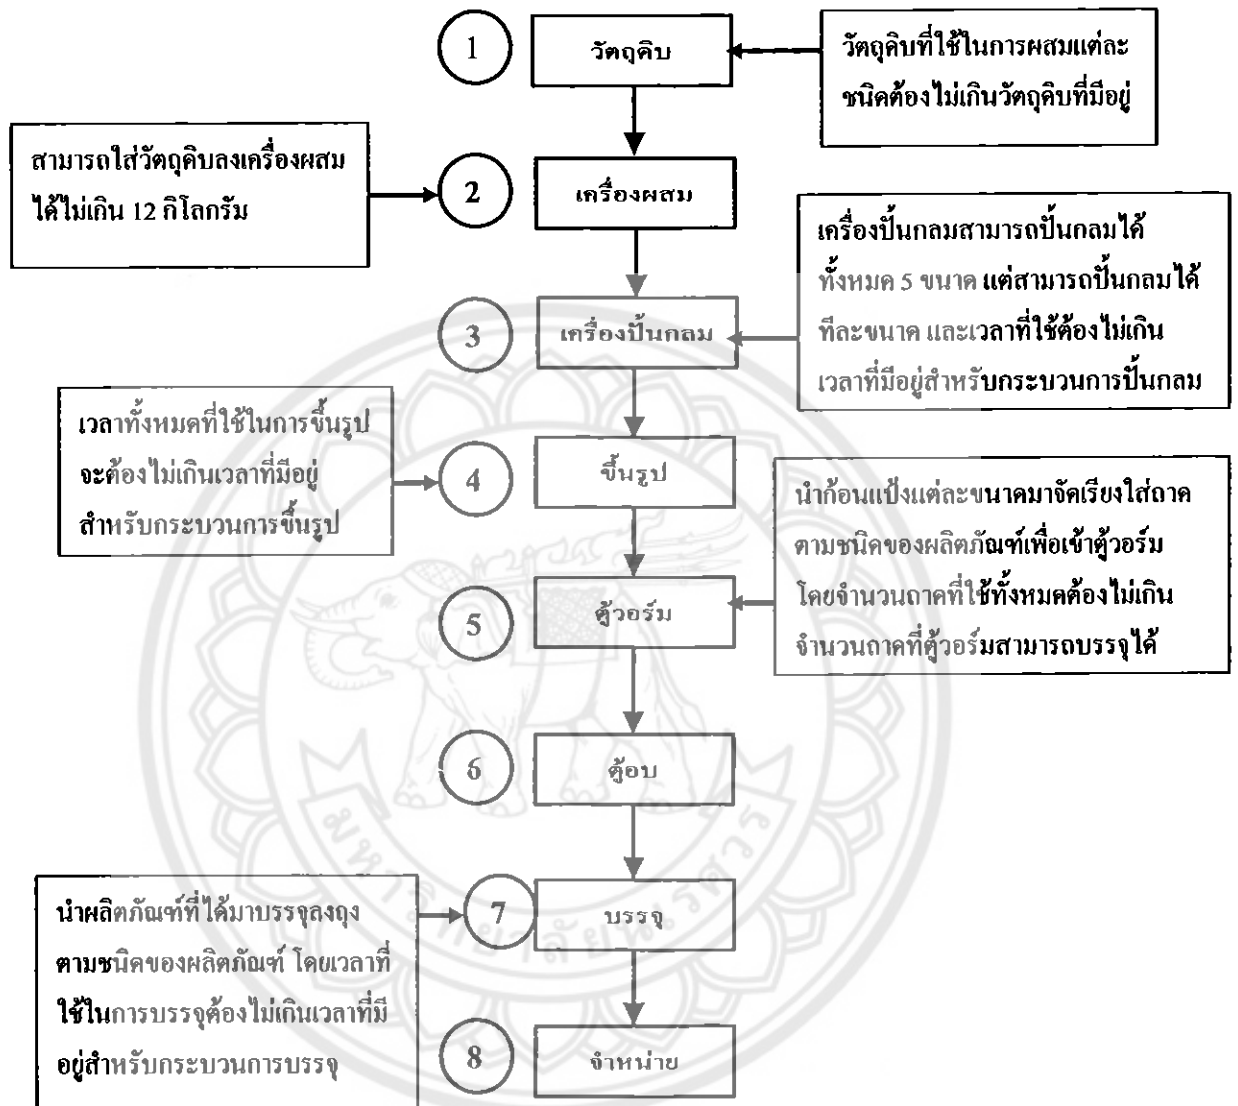 1
วัตถุดิบ
วัตถุดิบที่ใช้ในการผสมแต่ละ
ชนิดต้องไม่เกินวัตถุดิบที่มีอยู่
สามารถใส่วัตถุดิบลงเครื่องผสม
ได้ไม่เกิน 12 กิโลกรัม
2
เครื่องผสม
เครื่องปั้นกลมสามารถปั้นกลมได้
ทั้งหมด 5 ขนาด แต่สามารถปั้นกลมได้
ทีละขนาด และเวลาที่ใช้ต้องไม่เกิน
เวลาที่มีอยู่สำหรับกระบวนการปั้นกลม
3
เครื่องปั้นกลม
เวลาทั้งหมดที่ใช้ในการขึ้นรูป
จะต้องไม่เกินเวลาที่มีอยู่
สำหรับกระบวนการขึ้นรูป
4
ขึ้นรูป
นำก้อนแป้งแต่ละขนาดมาจัดเรียงใส่ถาด
ตามชนิดของผลิตภัณฑ์เพื่อเข้าตู้วอร์ม
โดยจำนวนถาดที่ใช้ทั้งหมดต้องไม่เกิน
จำนวนถาดที่ตู้วอร์มสามารถบรรจุได้
5
ตู้วอร์ม
6
ตู้อบ
มหาวิทยาลัยนเรศวร
นำผลิตภัณฑ์ที่ได้มาบรรจุลงถุง
ตามชนิดของผลิตภัณฑ์ โดยเวลาที่
ใช้ในการบรรจุต้องไม่เกินเวลาที่มี
อยู่สำหรับกระบวนการบรรจุ
7
บรรจุ
8
จำหน่าย